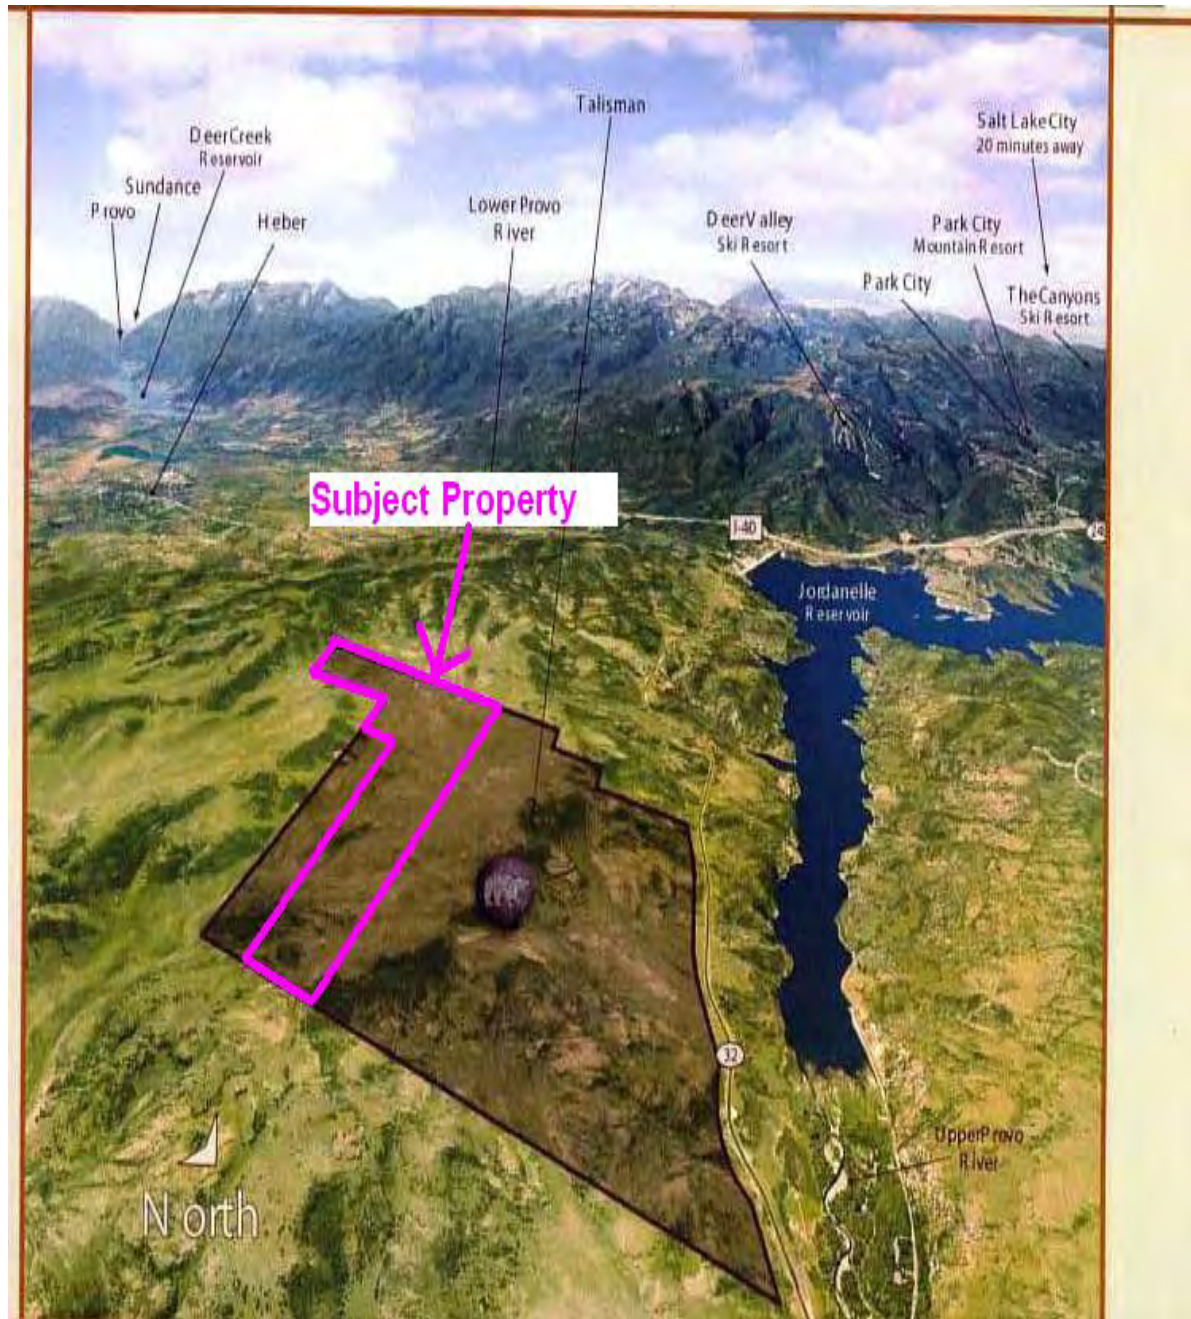 Talisman
Salt Lake City
20 minutes away
Deer Creek
Reservoir
Sundance
Provo
Heber
Lower Provo
River
Deer Valley
Ski Resort
Park City
Mountain Resort
Park City
The Canyons
Ski Resort
Subject Property
I-40
Jordanelle
Reservoir
32
Upper Provo
River
North